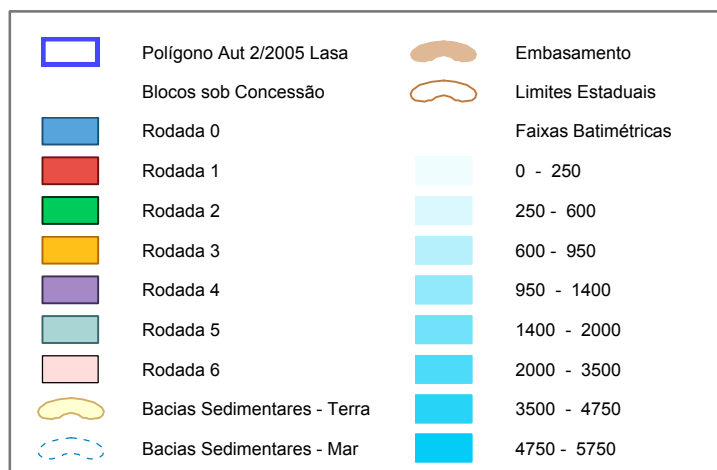 Polígono Aut 2/2005 Lasa
Blocos sob Concessão
Rodada 0
Rodada 1
Rodada 2
Rodada 3
Rodada 4
Rodada 5
Rodada 6
Bacias Sedimentares - Terra
Bacias Sedimentares - Mar
Embasamento
Limites Estaduais
Faixas Batimétricas
0 - 250
250 - 600
600 - 950
950 - 1400
1400 - 2000
2000 - 3500
3500 - 4750
4750 - 5750